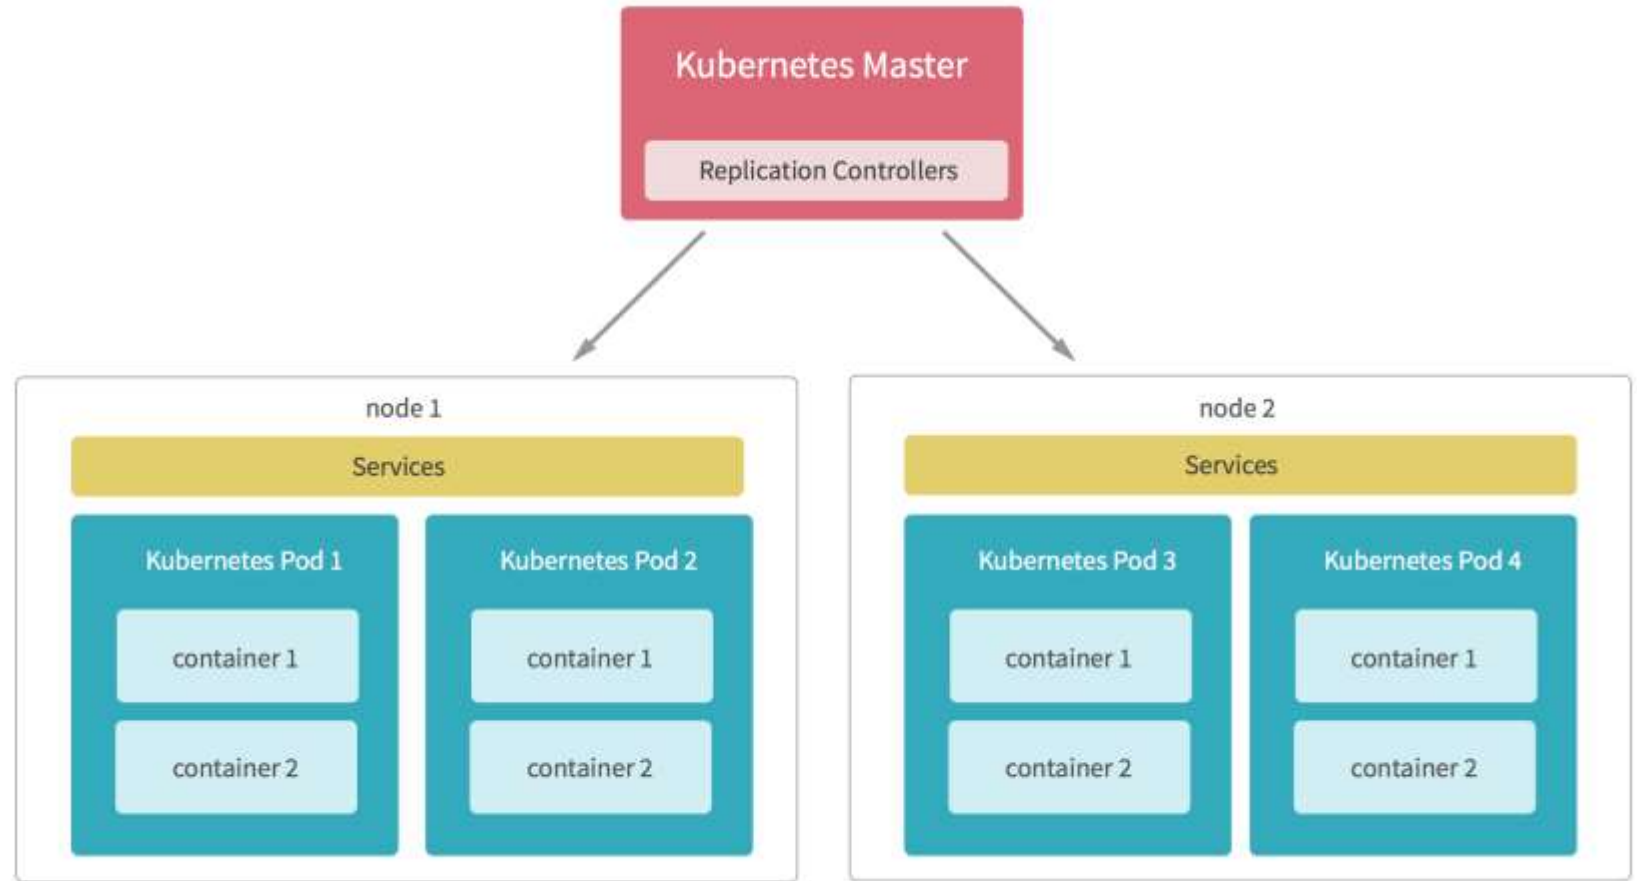 Kubernetes Master
Replication Controllers
node 1
Services
Kubernetes Pod 1
container 1
container 2
Kubernetes Pod 2
container 1
container 2
node 2
Services
Kubernetes Pod 3
container 1
container 2
Kubernetes Pod 4
container 1
container 2